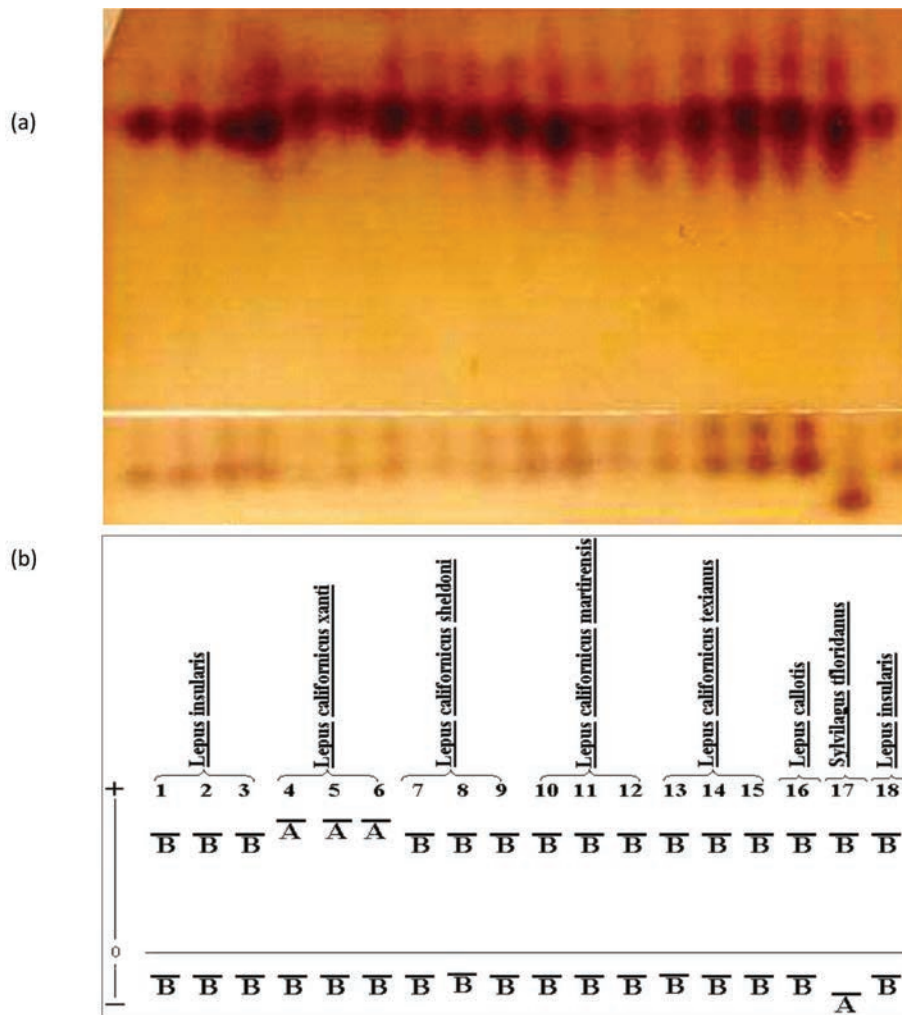 (a)
(b)
Lepus insularis
Lepus californicus xanti
Lepus californicus sheldoni
Lepus californicus martirensis
Lepus californicus texianus
Lepus callotis
Sylvilagus tfloridanus
Lepus insularis
+ 1 2 3 4 5 6 7 8 9 10 11 12 13 14 15 16 17 18
A A A
B B B B B B B B B B B B B B B
0
B B B B B B B B B B B B B B B B B
A
−